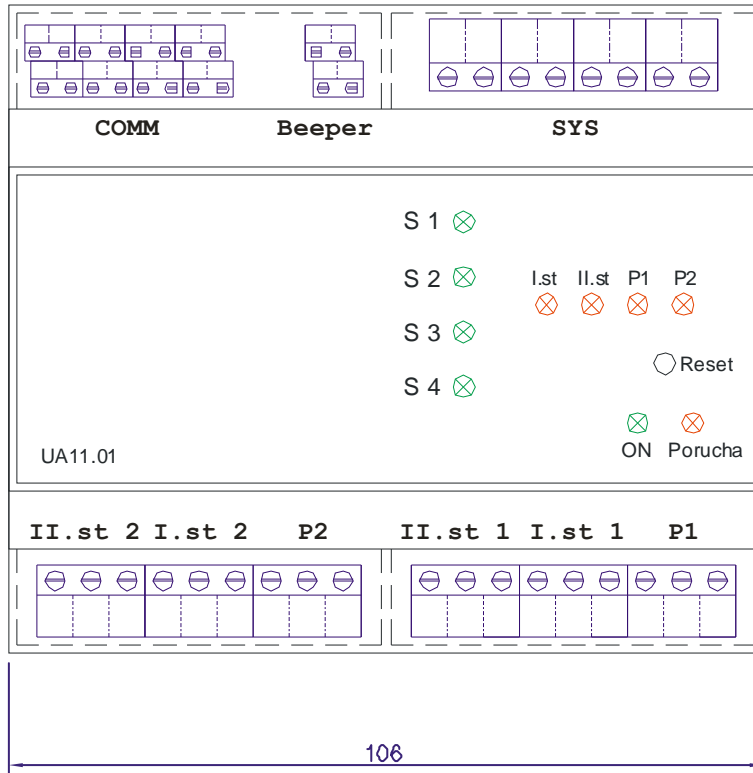 COMM Beeper SYS
S 1
S 2
I.st II.st P1 P2
S 3
Reset
S 4
UA11.01
ON Porucha
II.st 2 I.st 2 P2 II.st 1 I.st 1 P1
106